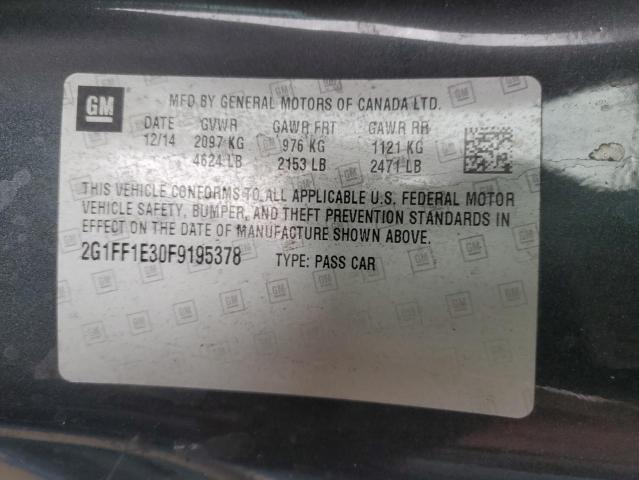 GM
MFD BY GENERAL MOTORS OF CANADA LTD.
DATE GVWR GAWR FRT GAWR RR
12/14 2097 KG 976 KG 1121 KG
4624 LB 2153 LB 2471 LB
THIS VEHICLE CONFORMS TO ALL APPLICABLE U.S. FEDERAL MOTOR
VEHICLE SAFETY, BUMPER, AND THEFT PREVENTION STANDARDS IN
EFFECT ON THE DATE OF MANUFACTURE SHOWN ABOVE.
2G1FF1E30F9195378 TYPE: PASS CAR